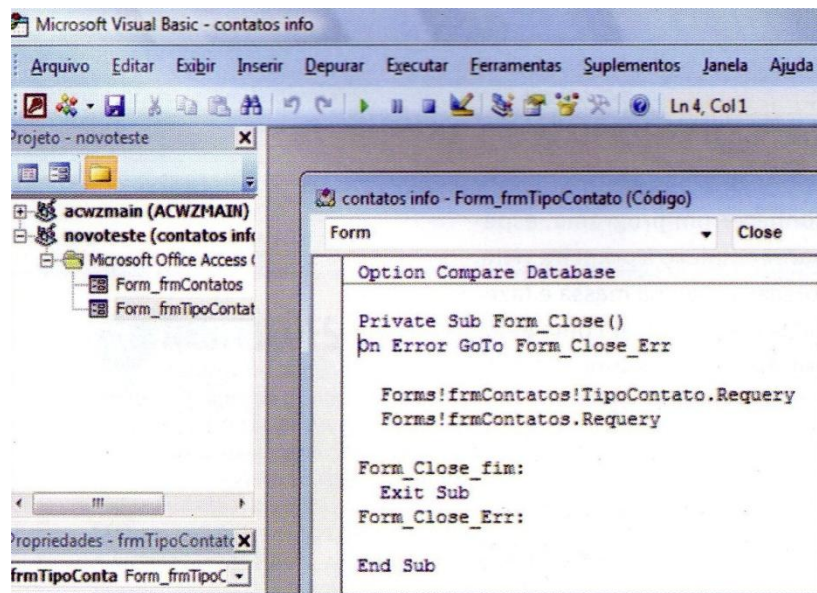 Microsoft Visual Basic - contatos info
Arquivo Editar Exibir Inserir Depurar Executar Ferramentas Suplementos Janela Ajuda
Ln 4, Col 1
Projeto - novoteste
acwzmain (ACWZMAIN)
novoteste (contatos info
Microsoft Office Access (
Form_frmContatos
Form_frmTipoContat
Propriedades - frmTipoContato
frmTipoConta Form_frmTipoC
contatos info - Form_frmTipoContato (Código)
Form Close
Option Compare Database
Private Sub Form_Close()
On Error GoTo Form_Close_Err
Forms!frmContatos!TipoContato.Requery
Forms!frmContatos.Requery
Form_Close_fim:
Exit Sub
Form_Close_Err:
End Sub